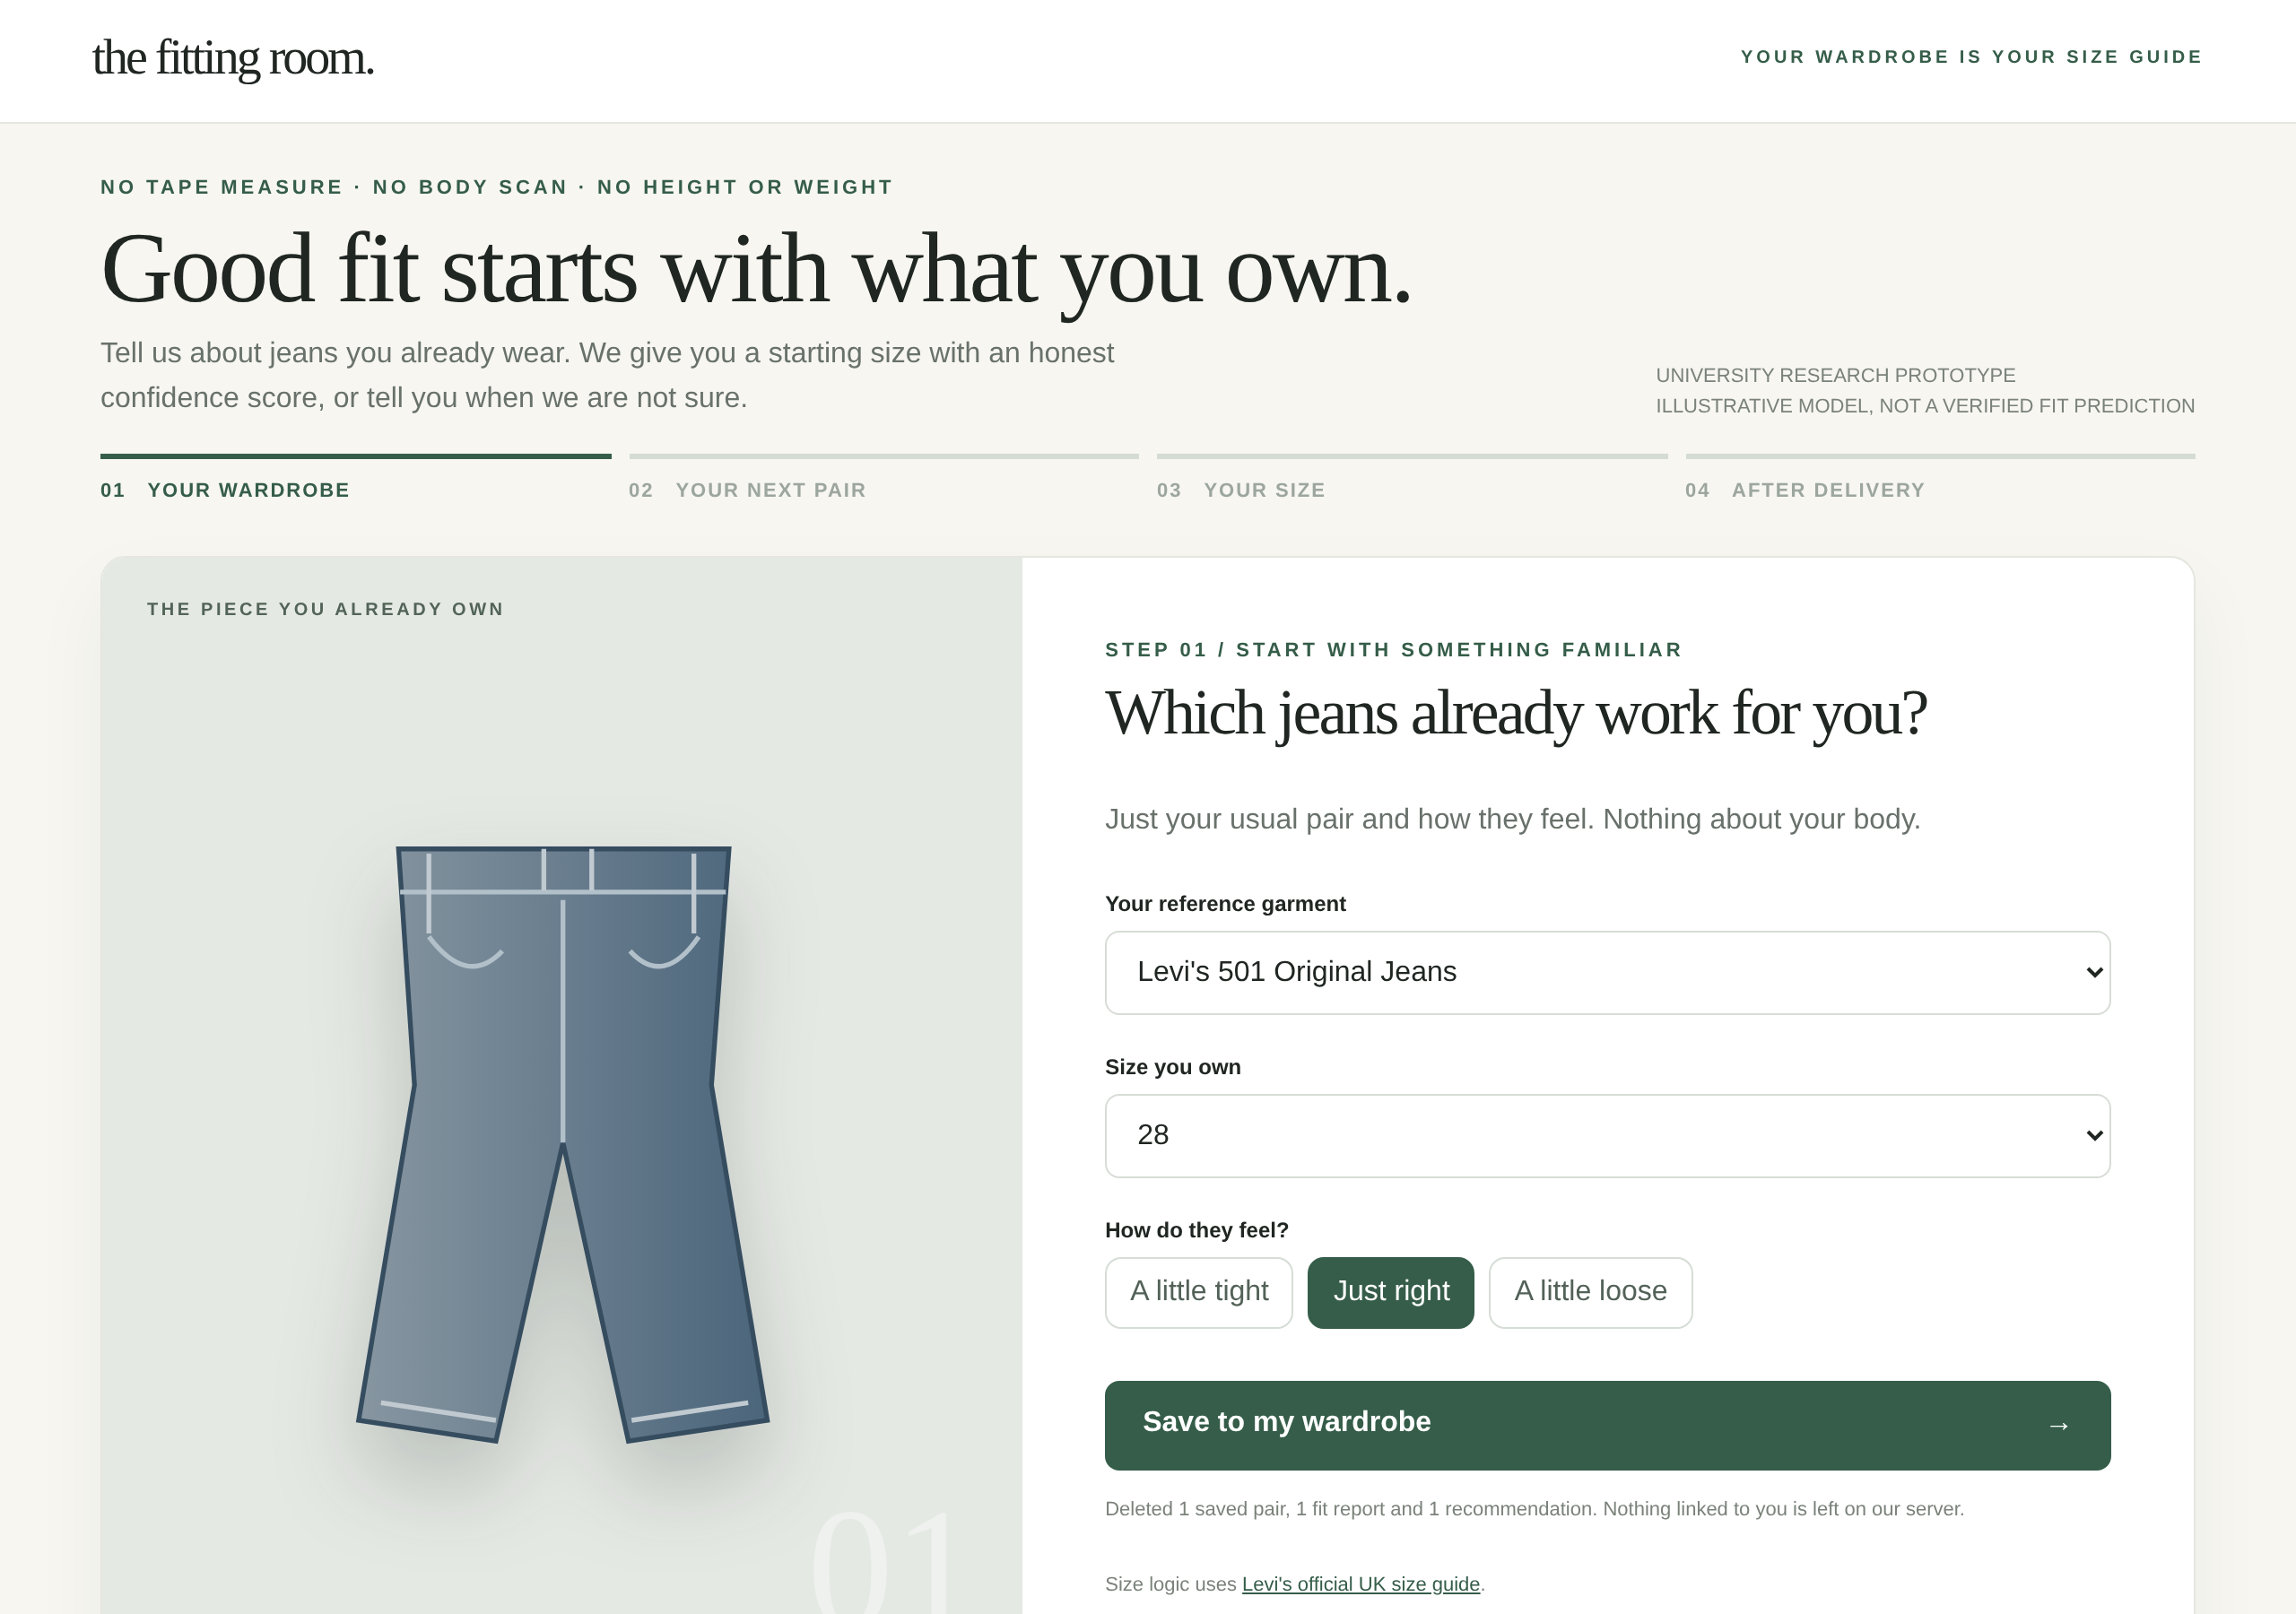 the fitting room.
YOUR WARDROBE IS YOUR SIZE GUIDE
NO TAPE MEASURE · NO BODY SCAN · NO HEIGHT OR WEIGHT
Good fit starts with what you own.
Tell us about jeans you already wear. We give you a starting size with an honest
confidence score, or tell you when we are not sure.
UNIVERSITY RESEARCH PROTOTYPE
ILLUSTRATIVE MODEL, NOT A VERIFIED FIT PREDICTION
01 YOUR WARDROBE
02 YOUR NEXT PAIR
03 YOUR SIZE
04 AFTER DELIVERY
THE PIECE YOU ALREADY OWN
01
STEP 01 / START WITH SOMETHING FAMILIAR
Which jeans already work for you?
Just your usual pair and how they feel. Nothing about your body.
Your reference garment
Levi's 501 Original Jeans
Size you own
28
How do they feel?
A little tight
Just right
A little loose
Save to my wardrobe →
Deleted 1 saved pair, 1 fit report and 1 recommendation. Nothing linked to you is left on our server.
Size logic uses Levi's official UK size guide.